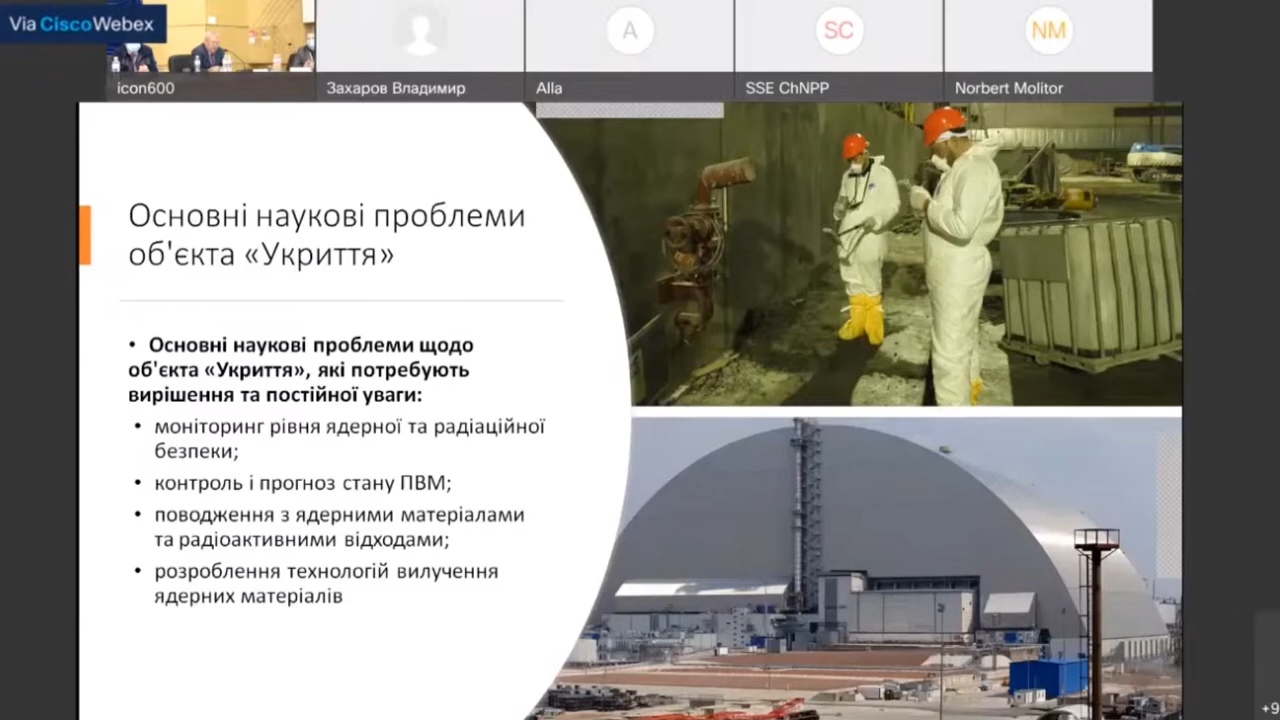 Via CiscoWebex
icon600
Захаров Владимир
A
Alla
SC
SSE ChNPP
NM
Norbert Molitor
Основні наукові проблеми
об'єкта «Укриття»
• Основні наукові проблеми щодо
об'єкта «Укриття», які потребують
вирішення та постійної уваги:
• моніторинг рівня ядерної та радіаційної
безпеки;
• контроль і прогноз стану ПВМ;
• поводження з ядерними матеріалами
та радіоактивними відходами;
• розроблення технологій вилучення
ядерних матеріалів
+9